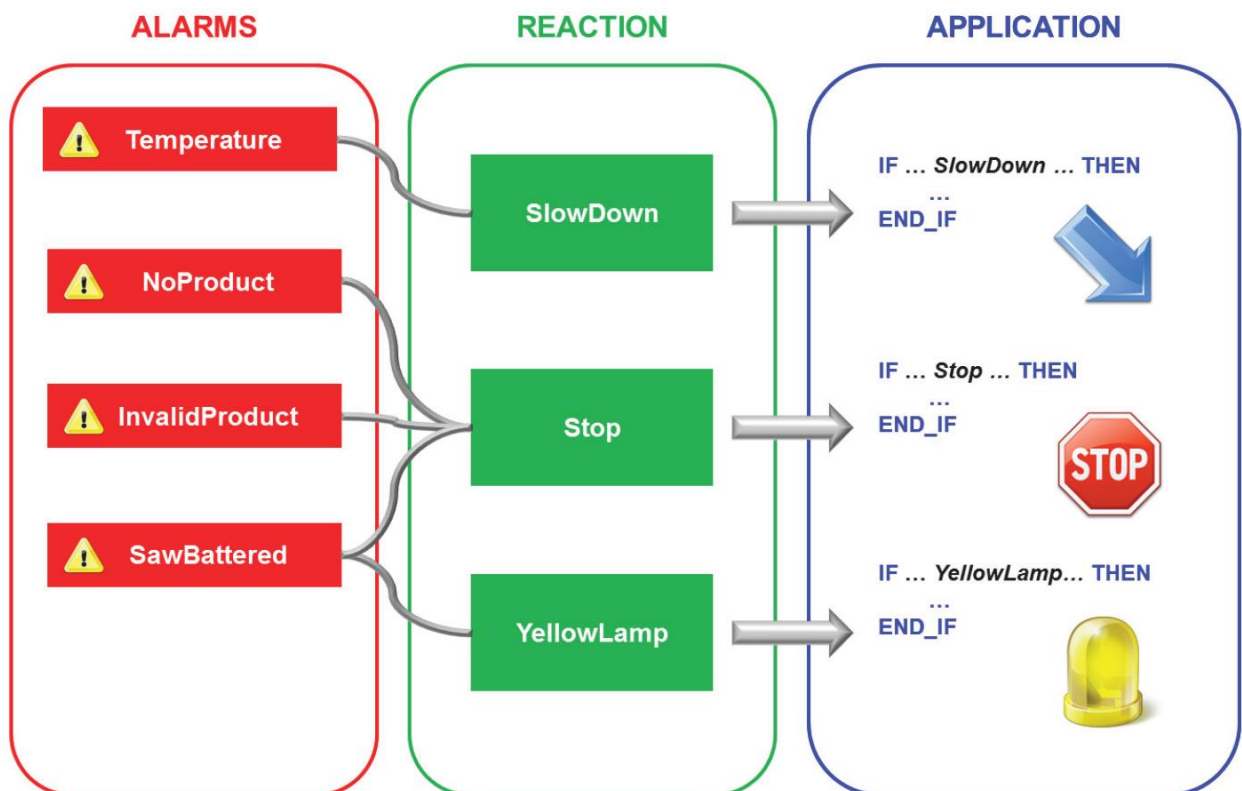 ALARMS
REACTION
APPLICATION
Temperature
NoProduct
InvalidProduct
SawBattered
SlowDown
Stop
YellowLamp
IF ... SlowDown ... THEN
...
END_IF
IF ... Stop ... THEN
...
END_IF
STOP
IF ... YellowLamp... THEN
...
END_IF